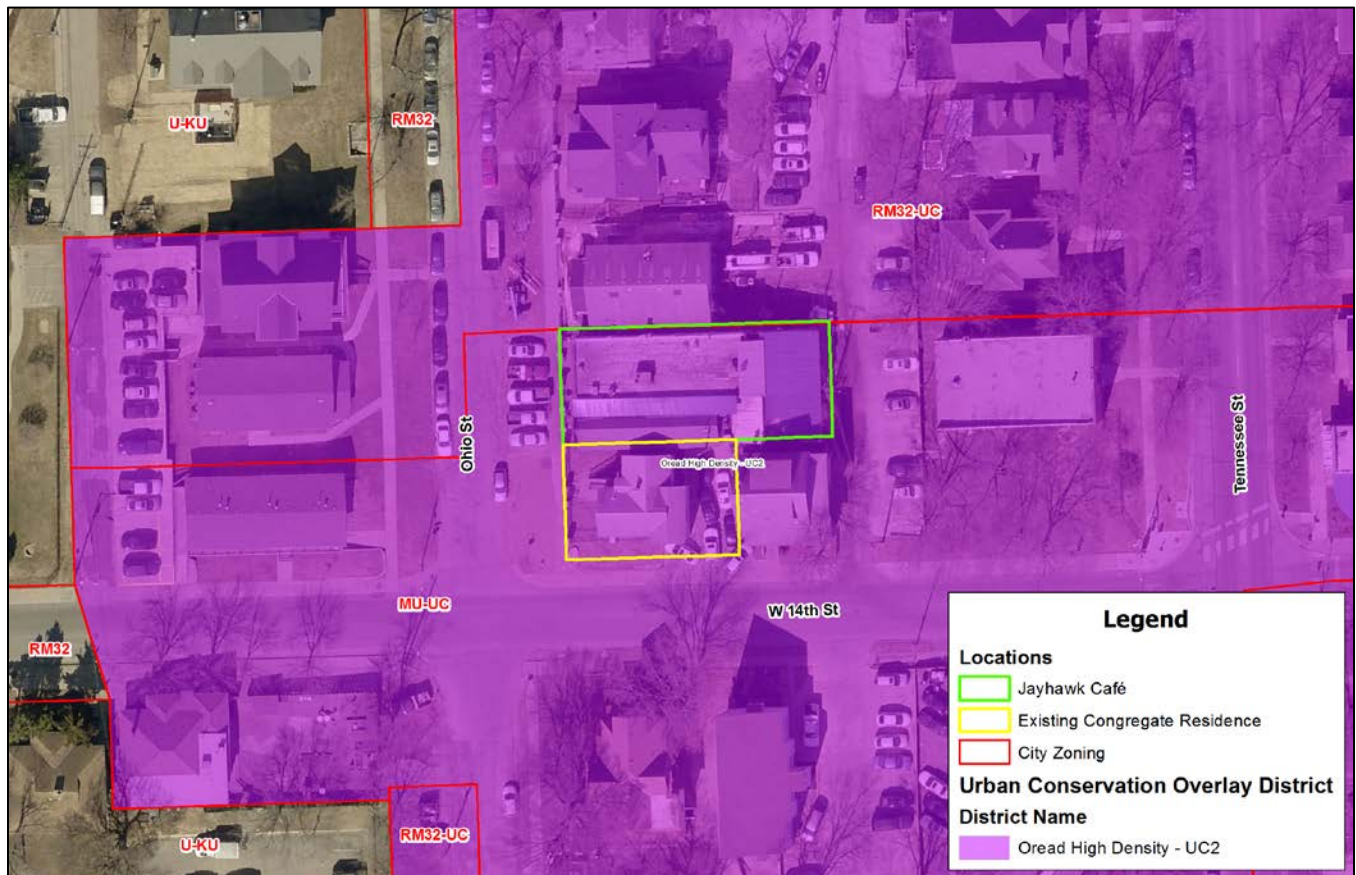 U-KU
RM32
RM32-UC
Ohio St
Oread High Density - UC2
Tennessee St
MU-UC
W 14th St
RM32
RM32-UC
U-KU
Legend
Locations
Jayhawk Café
Existing Congregate Residence
City Zoning
Urban Conservation Overlay District
District Name
Oread High Density - UC2